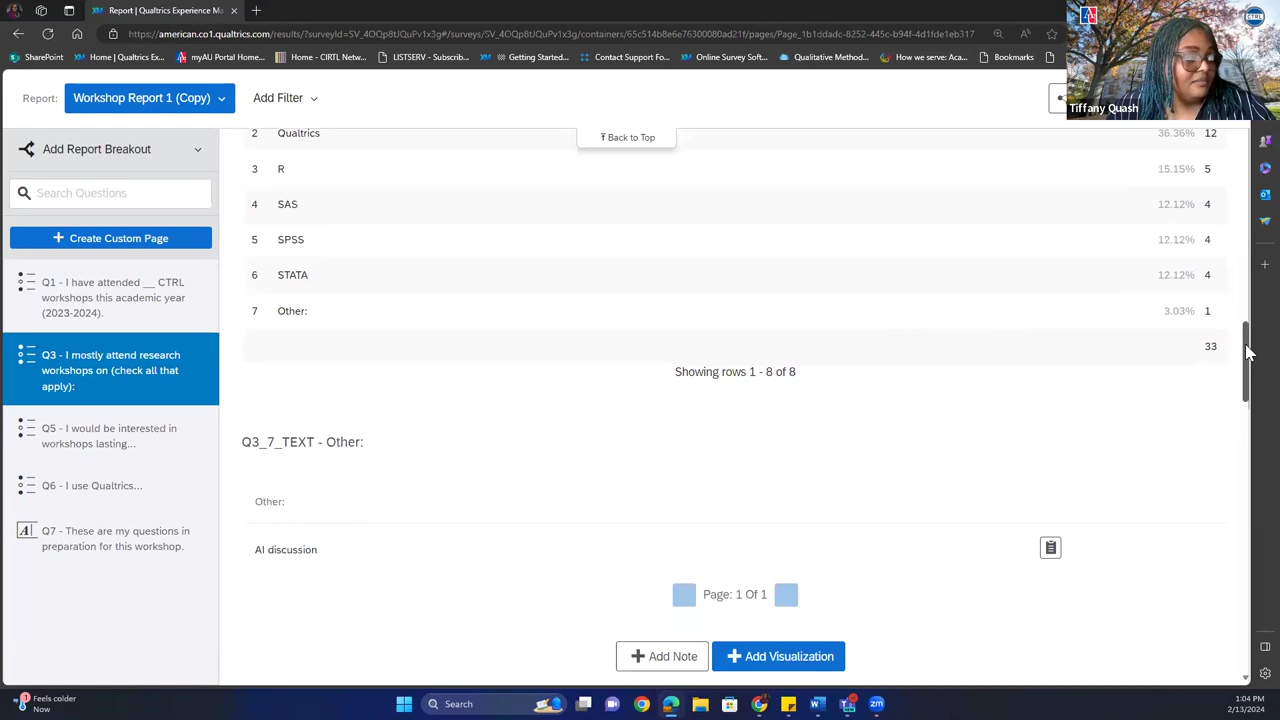 Report 1 | Qualtrics Experience Ma
https://american.co1.qualtrics.com/results/?surveyId=SV_4OQp8tJQuPv1x3g#/surveys/SV_4OQp8tJQuPv1x3g/containers/65c514b8e6e76300080ad21f/pages/Page_1b1ddadc-8252-445c-b94f-4d1fde1eb317
SharePoint
Home | Qualtrics Ex...
myAU Portal Home...
Home - CIRTL Netw...
LISTSERV - Subscrib...
Home | Qualtrics Ex...
Getting Started...
Contact Support Fo...
Online Survey Soft...
Qualitative Method...
How we serve: Aca...
Bookmarks
CTRL
Tiffany Quash
Report:
Workshop Report 1 (Copy)
Add Filter
Add Report Breakout
Search Questions
Create Custom Page
Q1 - I have attended __ CTRL
workshops this academic year
(2023-2024).
Q3 - I mostly attend research
workshops on (check all that
apply):
Q5 - I would be interested in
workshops lasting...
Q6 - I use Qualtrics...
Q7 - These are my questions in
preparation for this workshop.
Back to Top
2 Qualtrics 36.36% 12
3 R 15.15% 5
4 SAS 12.12% 4
5 SPSS 12.12% 4
6 STATA 12.12% 4
7 Other: 3.03% 1
33
Showing rows 1 - 8 of 8
Q3_7_TEXT - Other:
Other:
AI discussion
Page: 1 Of 1
Add Note
Add Visualization
Feels colder
Now
Search
1:04 PM
2/13/2024